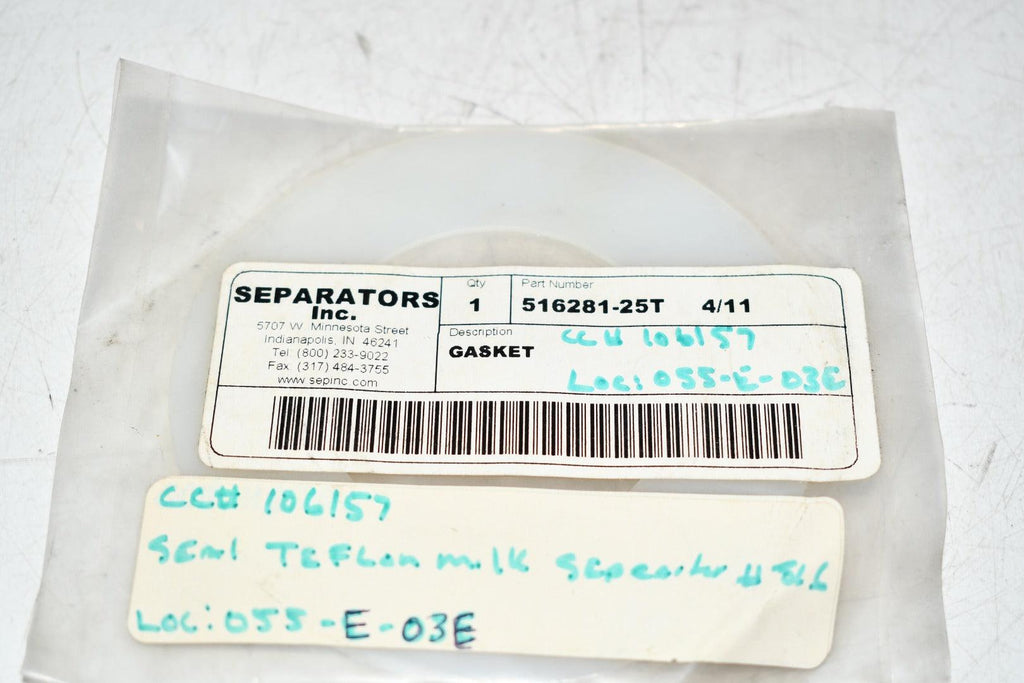 SEPARATORS
Inc.
5707 W. Minnesota Street
Indianapolis, IN 46241
Tel: (800) 233-9022
Fax (317) 484-3755
www.sepinc.com
Qty
1
Part Number
516281-25T 4/11
Description
GASKET
CC# 106157
Loc: 055-E-03E
CC# 106157
SEAL TEFLON milk Separator #
Loc: 055-E-03E